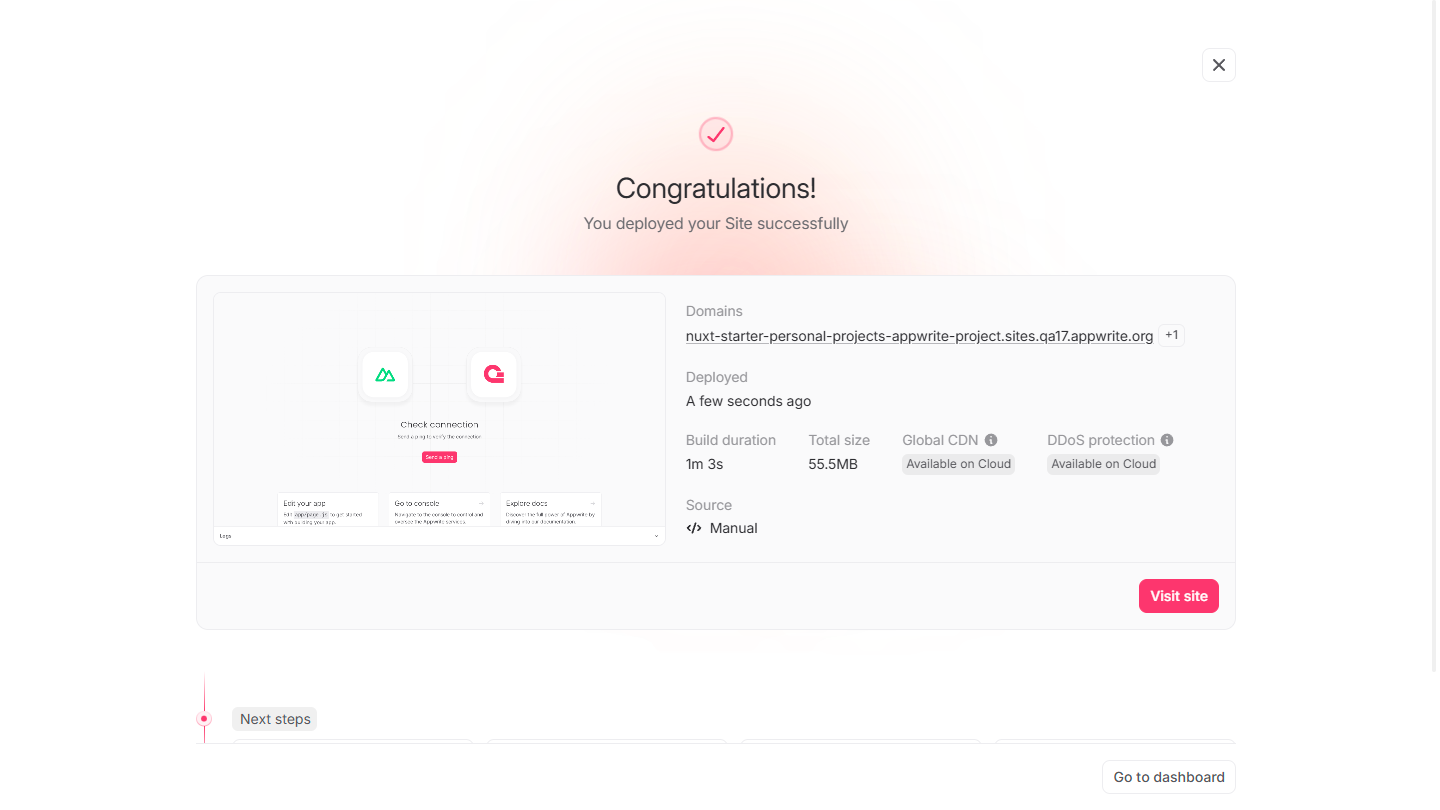 Congratulations!
You deployed your Site successfully
Check connection
Send a ping to verify the connection
Send a ping
Edit your app
Edit app/page.js to get started
with building your app.
Go to console
Navigate to the console to control and
oversee the Appwrite services.
Explore docs
Discover the full power of Appwrite by
diving into our documentation.
Logs
Domains
nuxt-starter-personal-projects-appwrite-project.sites.qa17.appwrite.org +1
Deployed
A few seconds ago
Build duration Total size Global CDN DDoS protection
1m 3s 55.5MB Available on Cloud Available on Cloud
Source
Manual
Visit site
Next steps
Go to dashboard